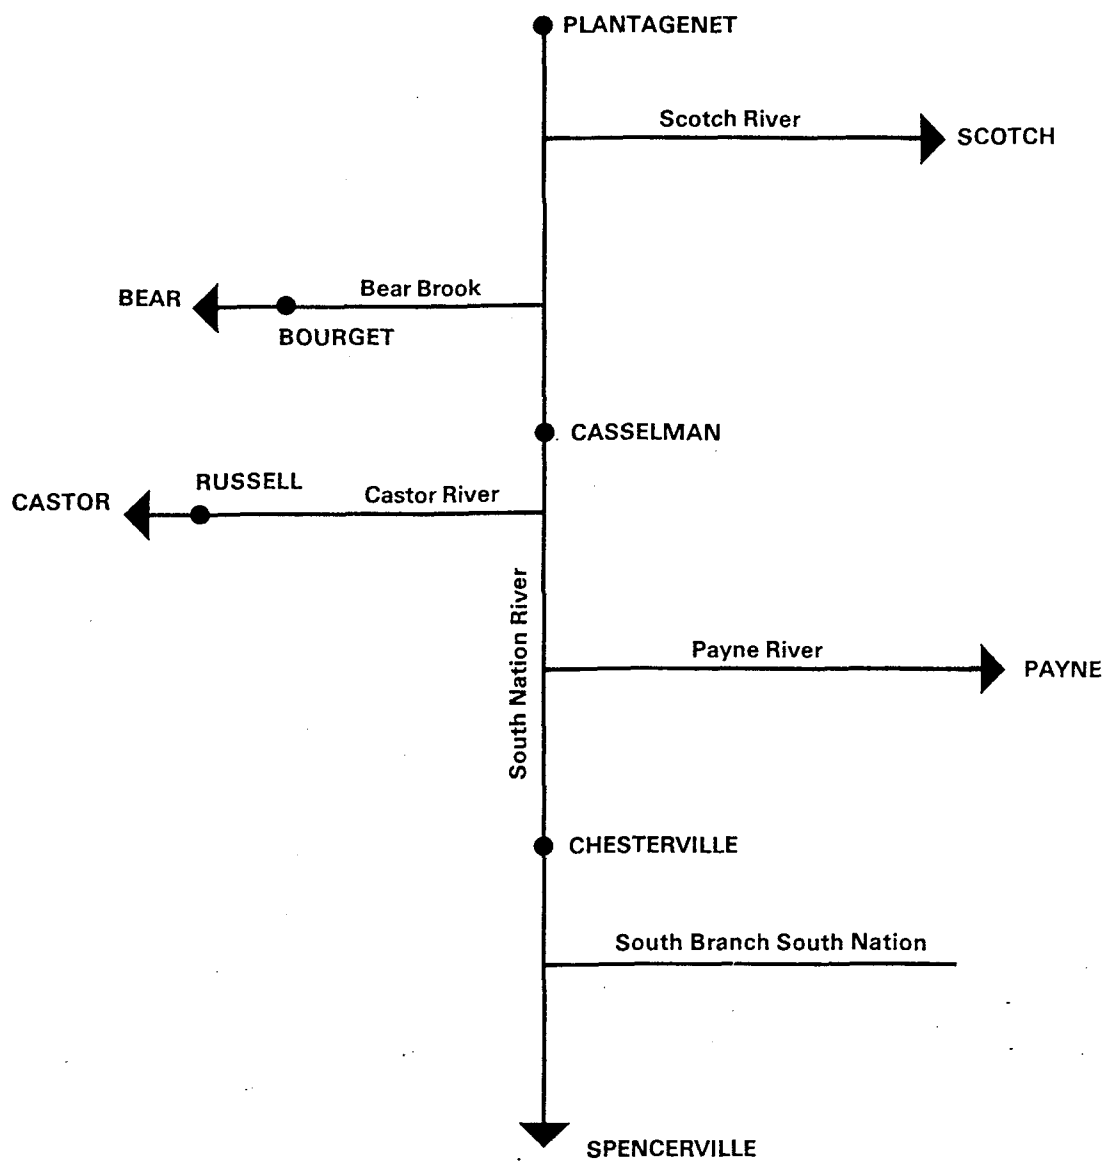 PLANTAGENET
Scotch River
SCOTCH
Bear Brook
BEAR
BOURGET
CASSELMAN
RUSSELL
Castor River
CASTOR
South Nation River
Payne River
PAYNE
CHESTERVILLE
South Branch South Nation
SPENCERVILLE